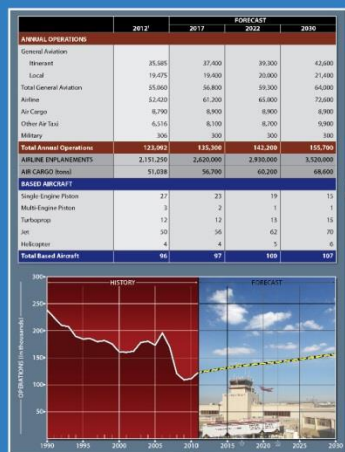 FORECAST
2012¹ 2017 2022 2030
ANNUAL OPERATIONS
General Aviation
Itinerant 35,585 37,400 39,300 42,600
Local 19,475 19,400 20,000 21,400
Total General Aviation 55,060 56,800 59,300 64,000
Airline 52,420 61,200 65,000 72,600
Air Cargo 8,790 8,900 8,900 8,900
Other Air Taxi 6,516 8,100 8,700 9,900
Military 306 300 300 300
Total Annual Operations 123,092 135,300 142,200 155,700
AIRLINE ENPLANEMENTS 2,151,250 2,620,000 2,930,000 3,520,000
AIR CARGO (tons) 51,038 56,700 60,200 68,600
BASED AIRCRAFT
Single-Engine Piston 27 23 19 15
Multi-Engine Piston 3 2 1 1
Turboprop 12 12 13 15
Jet 50 56 62 70
Helicopter 4 4 5 6
Total Based Aircraft 96 97 100 107
HISTORY FORECAST
OPERATIONS (in thousands)
300
250
200
150
100
50
1990 1995 2000 2005 2010 2015 2020 2025 2030